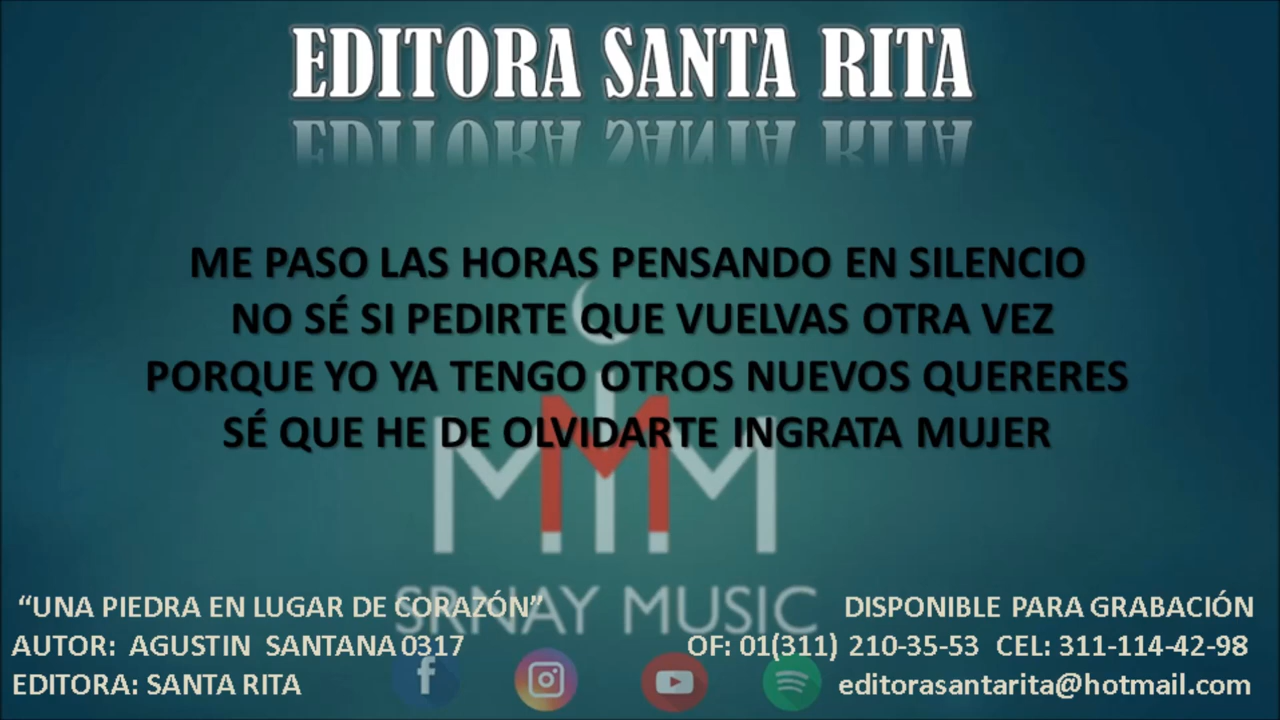 EDITORA SANTA RITA
ME PASO LAS HORAS PENSANDO EN SILENCIO
NO SÉ SI PEDIRTE QUE VUELVAS OTRA VEZ
PORQUE YO YA TENGO OTROS NUEVOS QUERERES
SÉ QUE HE DE OLVIDARTE INGRATA MUJER
MYM
SRNAY MUSIC
“UNA PIEDRA EN LUGAR DE CORAZÓN”
AUTOR: AGUSTIN SANTANA 0317
EDITORA: SANTA RITA
DISPONIBLE PARA GRABACIÓN
OF: 01(311) 210-35-53 CEL: 311-114-42-98
editorasantarita@hotmail.com